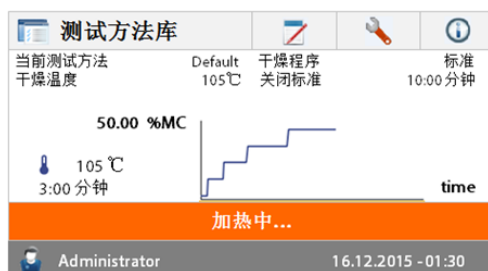 测试方法库
当前测试方法 Default 干燥程序 标准
干燥温度 105℃ 关闭标准 10:00 分钟
50.00 %MC
105 ℃
3:00 分钟
time
加热中...
Administrator 16.12.2015 - 01:30